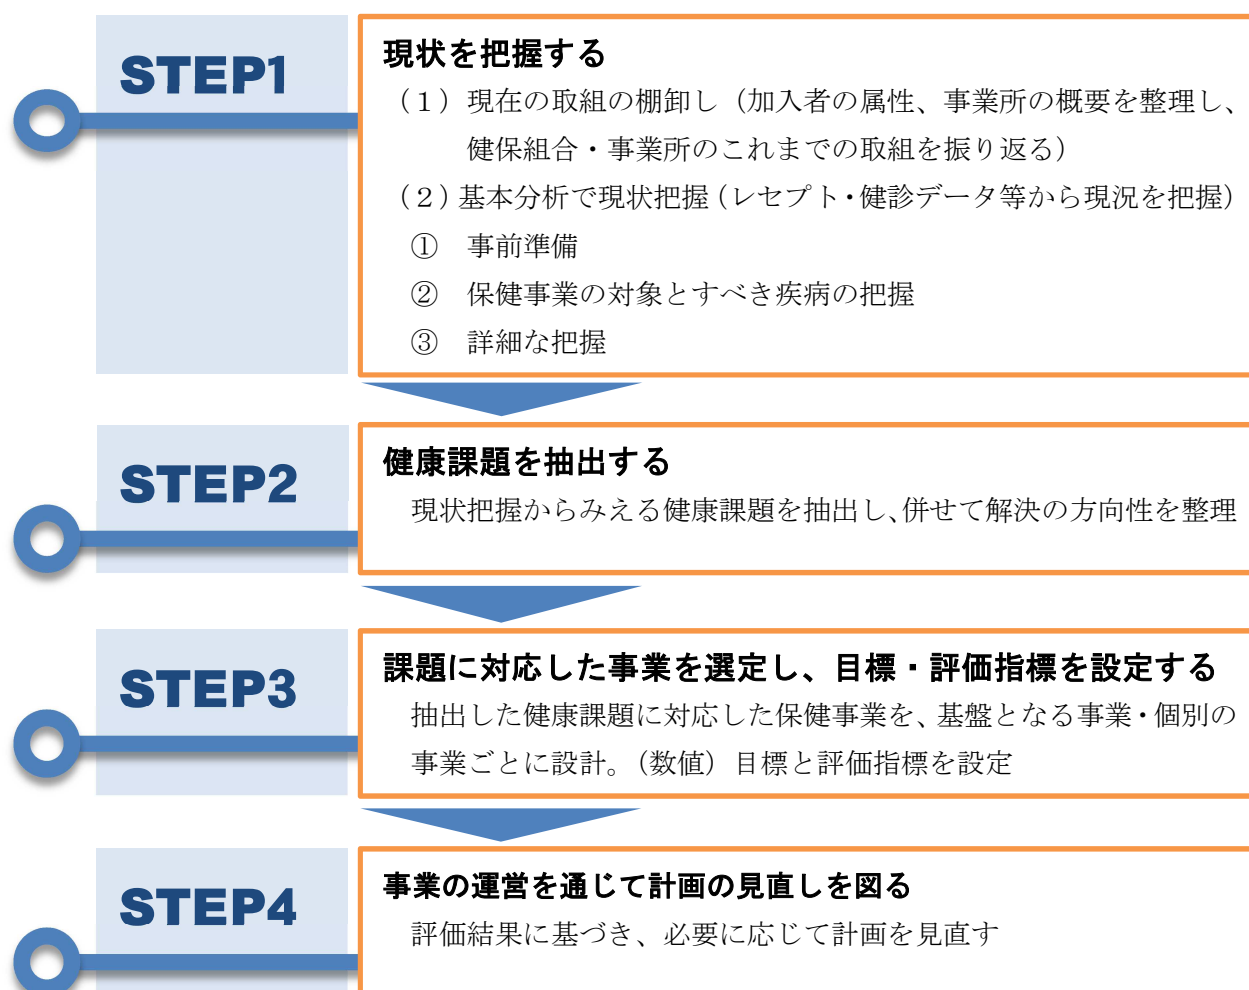 STEP1
現状を把握する
（１）現在の取組の棚卸し（加入者の属性、事業所の概要を整理し、
健保組合・事業所のこれまでの取組を振り返る）
（２）基本分析で現状把握（レセプト・健診データ等から現況を把握）
①　事前準備
②　保健事業の対象とすべき疾病の把握
③　詳細な把握
STEP2
健康課題を抽出する
現状把握からみえる健康課題を抽出し、併せて解決の方向性を整理
STEP3
課題に対応した事業を選定し、目標・評価指標を設定する
抽出した健康課題に対応した保健事業を、基盤となる事業・個別の
事業ごとに設計。（数値）目標と評価指標を設定
STEP4
事業の運営を通じて計画の見直しを図る
評価結果に基づき、必要に応じて計画を見直す